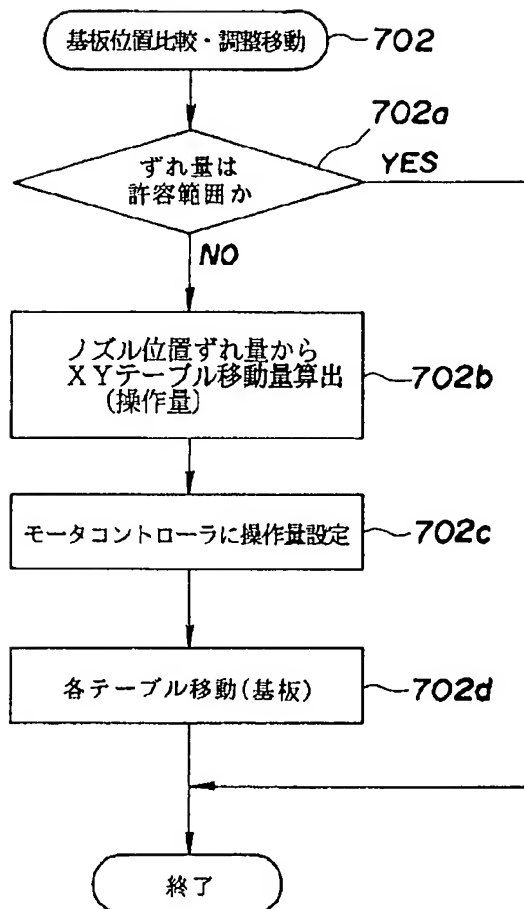 基板位置比較・調整移動
702
702a
ずれ量は
許容範囲か
YES
NO
ノズル位置ずれ量から
XYテーブル移動量算出
(操作量)
702b
モータコントローラに操作量設定
702c
各テーブル移動(基板)
702d
終了